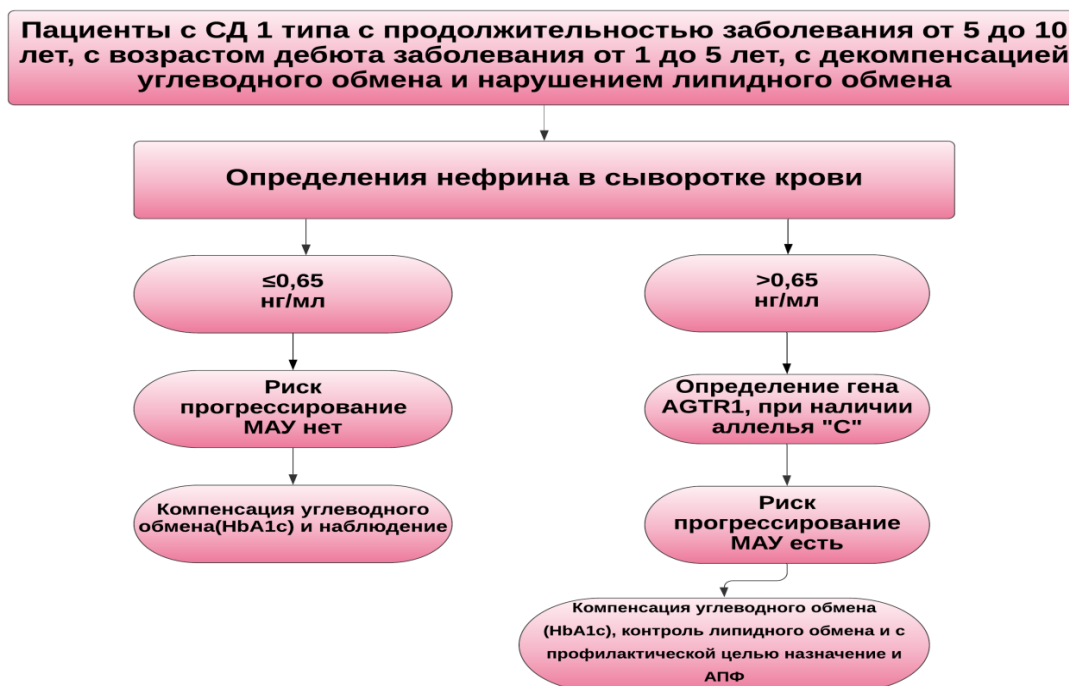 Пациенты с СД 1 типа с продолжительностью заболевания от 5 до 10
лет, с возрастом дебюта заболевания от 1 до 5 лет, с декомпенсацией
углеводного обмена и нарушением липидного обмена
Определения нефрина в сыворотке крови
≤0,65
нг/мл
>0,65
нг/мл
Риск
прогрессирование
МАУ нет
Определение гена
AGTR1, при наличии
аллелья "С"
Компенсация углеводного
обмена(HbA1c) и наблюдение
Риск
прогрессирование
МАУ есть
Компенсация углеводного обмена
(HbA1c), контроль липидного обмена и с
профилактической целью назначение и
АПФ